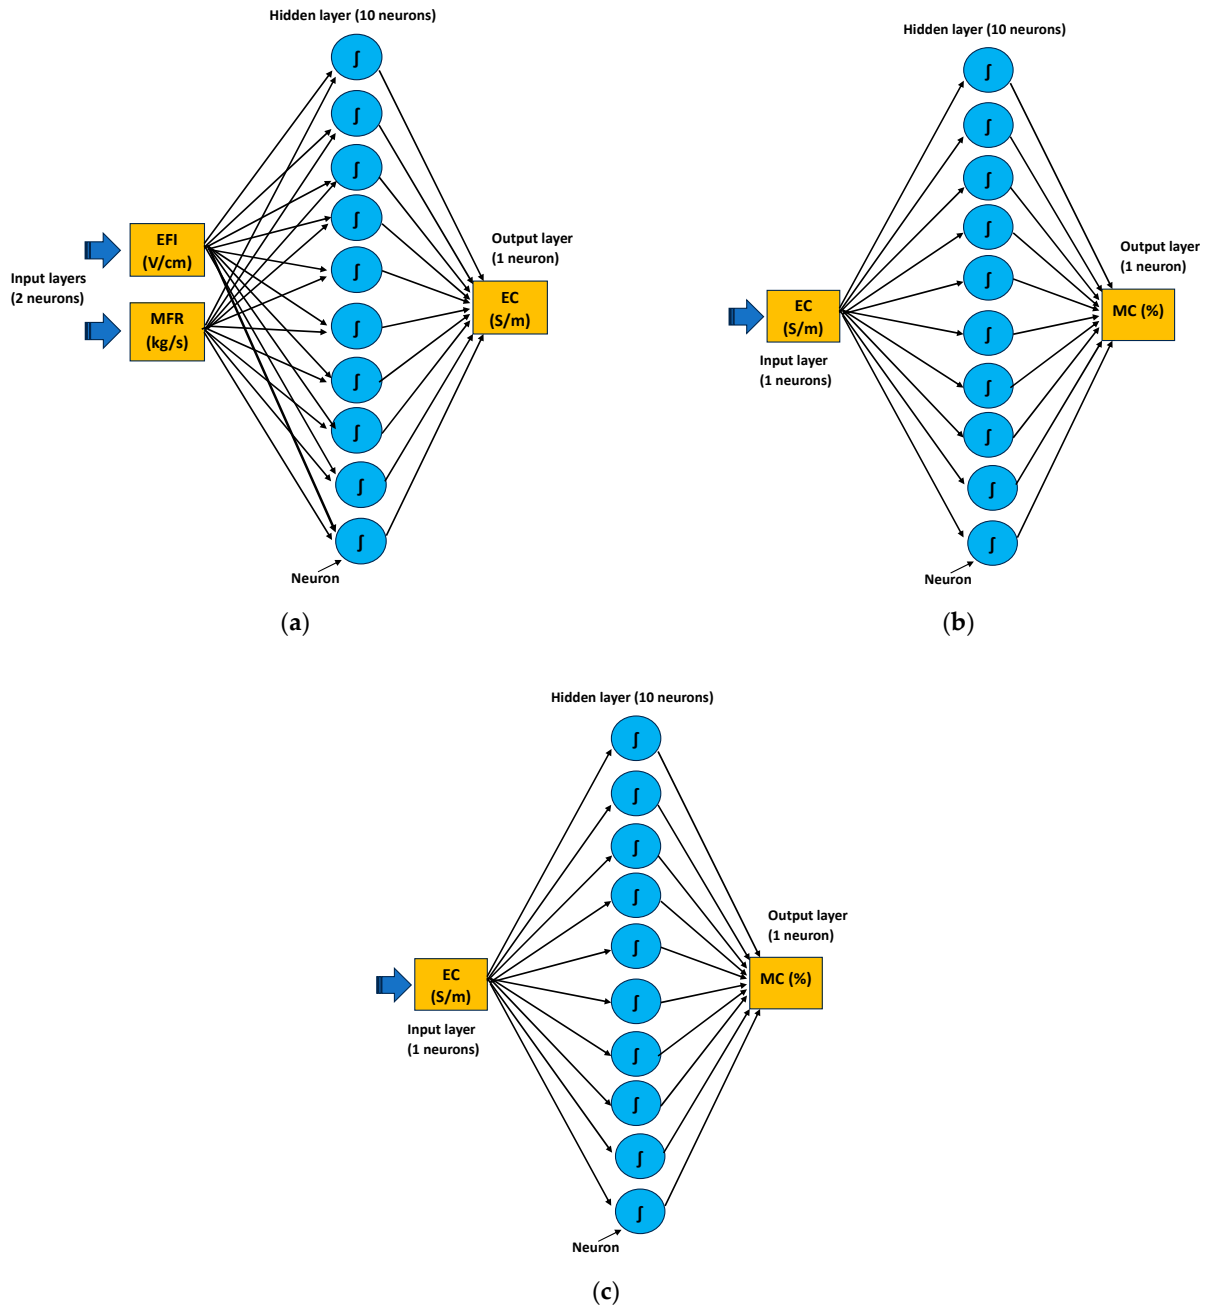 Hidden layer (10 neurons)
∫
∫
∫
∫
∫
∫
∫
∫
∫
∫
EFI
(V/cm)
MFR
(kg/s)
Input layers
(2 neurons)
Output layer
(1 neuron)
EC
(S/m)
Neuron
(a)
Hidden layer (10 neurons)
∫
∫
∫
∫
∫
∫
∫
∫
∫
∫
EC
(S/m)
Input layer
(1 neurons)
Output layer
(1 neuron)
MC (%)
Neuron
(b)
Hidden layer (10 neurons)
∫
∫
∫
∫
∫
∫
∫
∫
∫
∫
EC
(S/m)
Input layer
(1 neurons)
Output layer
(1 neuron)
MC (%)
Neuron
(c)